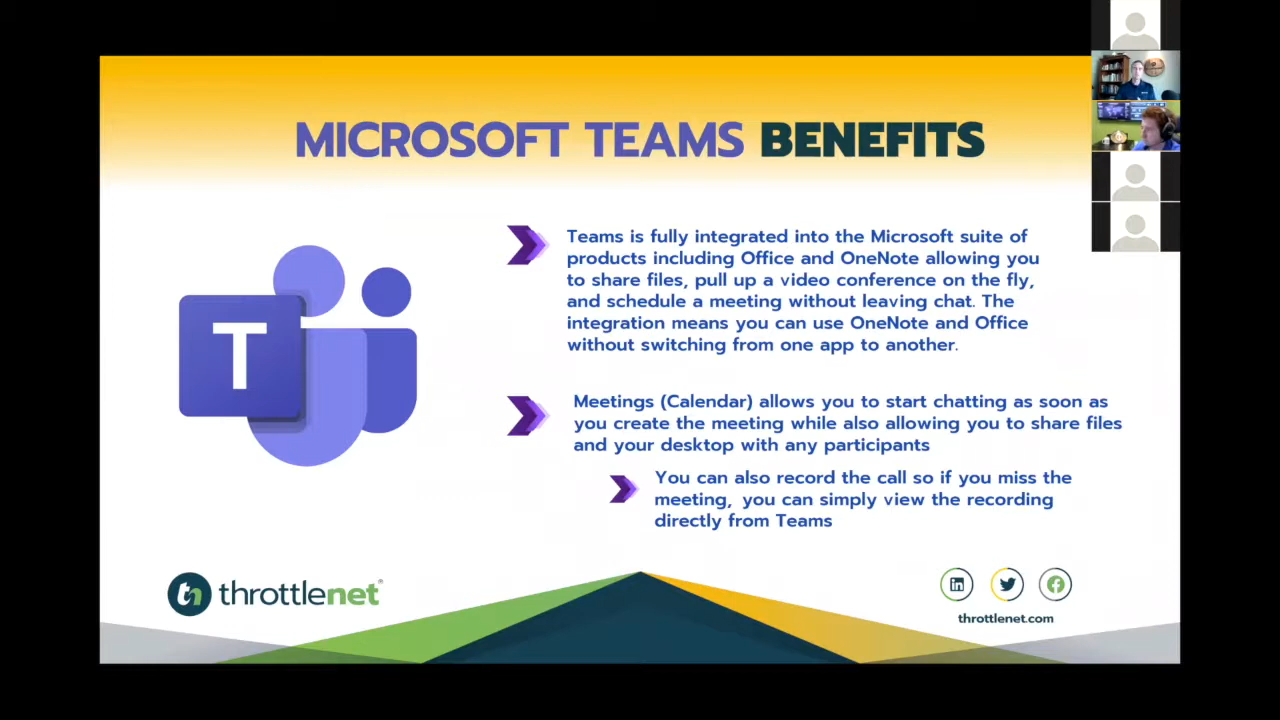 MICROSOFT TEAMS BENEFITS
T
Teams is fully integrated into the Microsoft suite of
products including Office and OneNote allowing you
to share files, pull up a video conference on the fly,
and schedule a meeting without leaving chat. The
integration means you can use OneNote and Office
without switching from one app to another.
Meetings (Calendar) allows you to start chatting as soon as
you create the meeting while also allowing you to share files
and your desktop with any participants
You can also record the call so if you miss the
meeting, you can simply view the recording
directly from Teams
tn throttlenet®
in
throttlenet.com